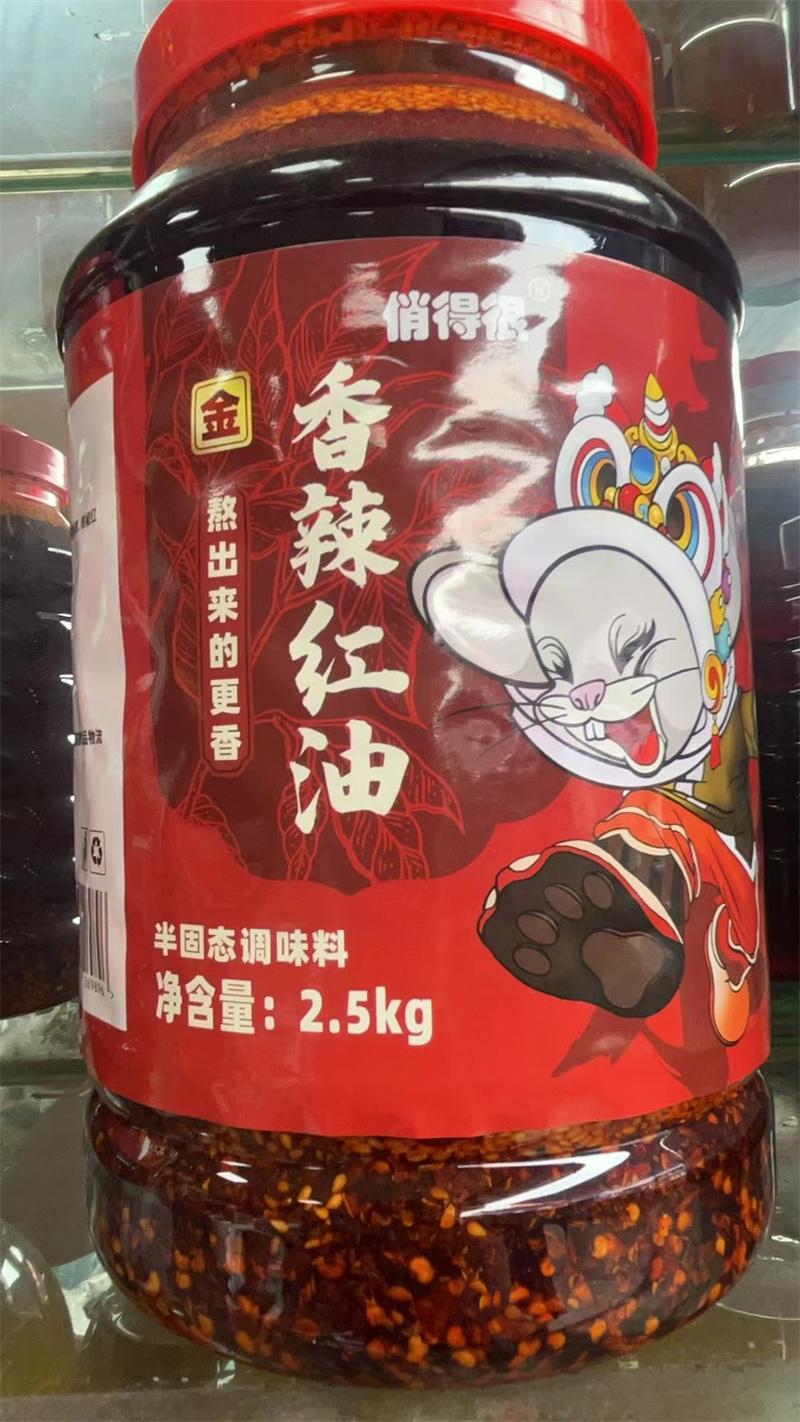 俏得很®
金
香辣红油
熬出来的更香
半固态调味料
净含量：2.5kg